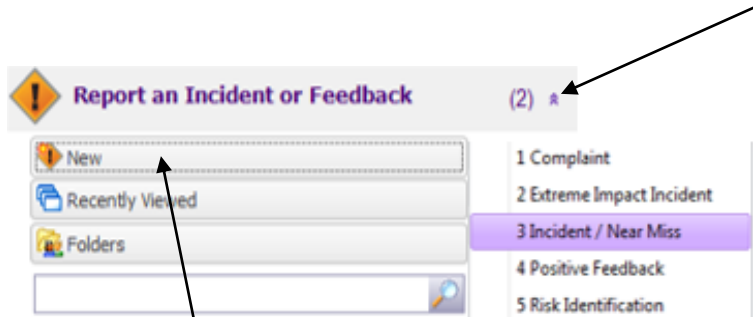 Report an Incident or Feedback (2)
New
Recently Viewed
Folders
1 Complaint
2 Extreme Impact Incident
3 Incident / Near Miss
4 Positive Feedback
5 Risk Identification